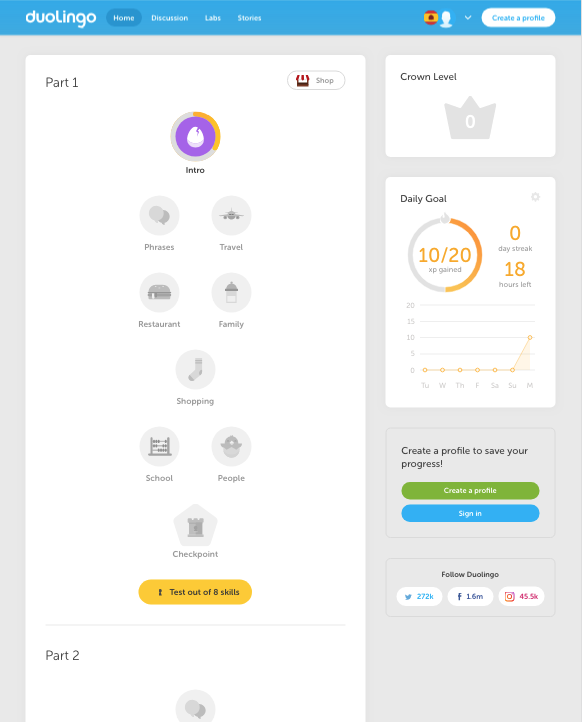 duolingo
Home Discussion Labs Stories
Create a profile
Part 1
Shop
Intro
Phrases Travel
Restaurant Family
Shopping
School People
Checkpoint
Test out of 8 skills
Part 2
Crown Level
0
Daily Goal
10/20
xp gained
0
day streak
18
hours left
20
15
10
5
0
Tu W Th F Sa Su M
Create a profile to save your
progress!
Create a profile
Sign in
Follow Duolingo
272k 1.6m 45.5k